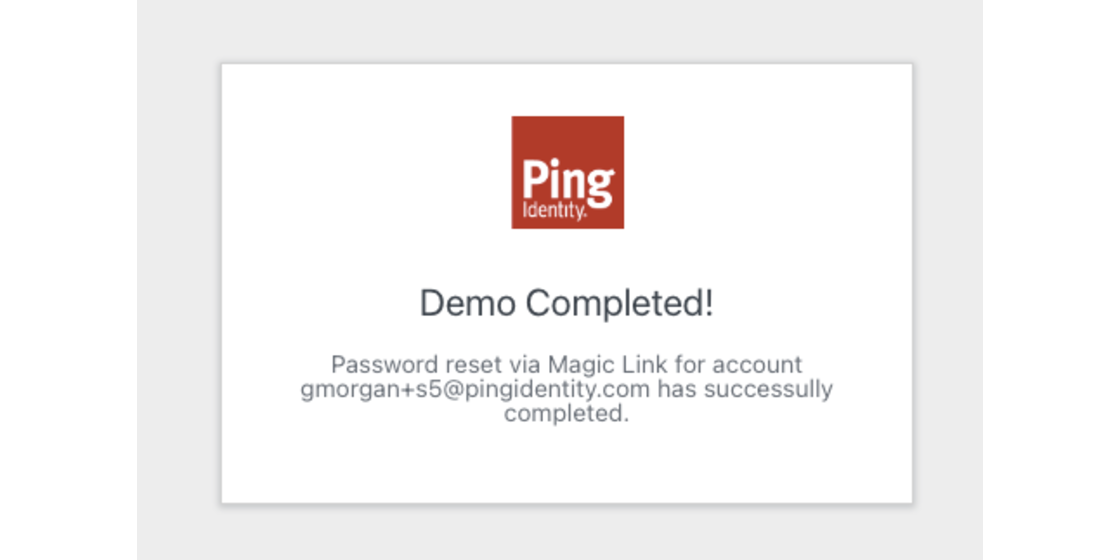 Ping
Identity.
Demo Completed!
Password reset via Magic Link for account
gmorgan+s5@pingidentity.com has successully
completed.